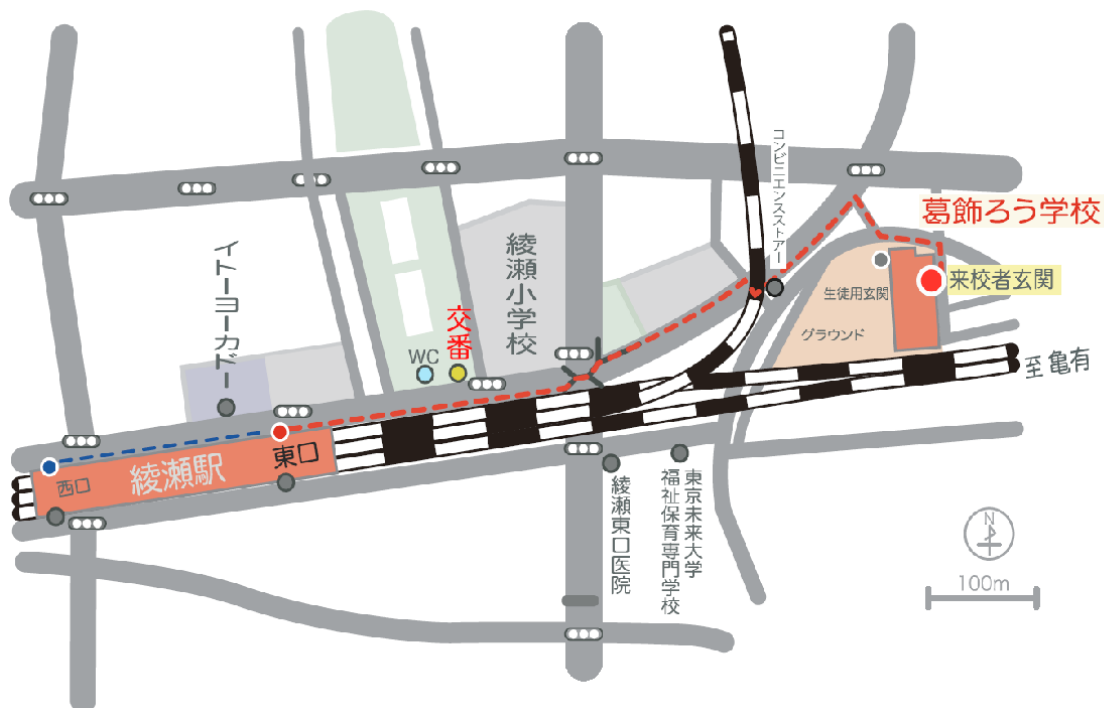 コンビニエンスストアー
葛飾ろう学校
来校者玄関
生徒用玄関
グラウンド
綾瀬小学校
イトーヨーカドー
交番
WC
至亀有
東口
綾瀬駅
西口
綾瀬東口医院
東京未来大学
福祉保育専門学校
N
100m